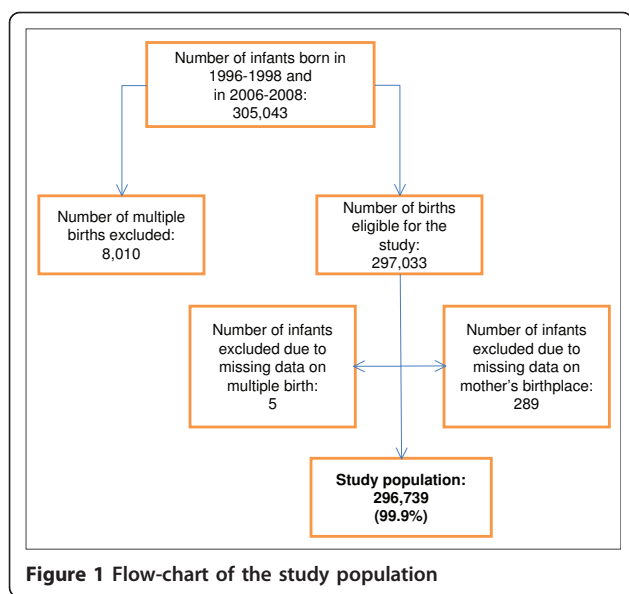 Number of infants born in
1996-1998 and
in 2006-2008:
305,043
Number of multiple
births excluded:
8,010
Number of births
eligible for the
study:
297,033
Number of infants
excluded due to
missing data on
multiple birth:
5
Number of infants
excluded due to
missing data on
mother's birthplace:
289
Study population:
296,739
(99.9%)
Figure 1 Flow-chart of the study population